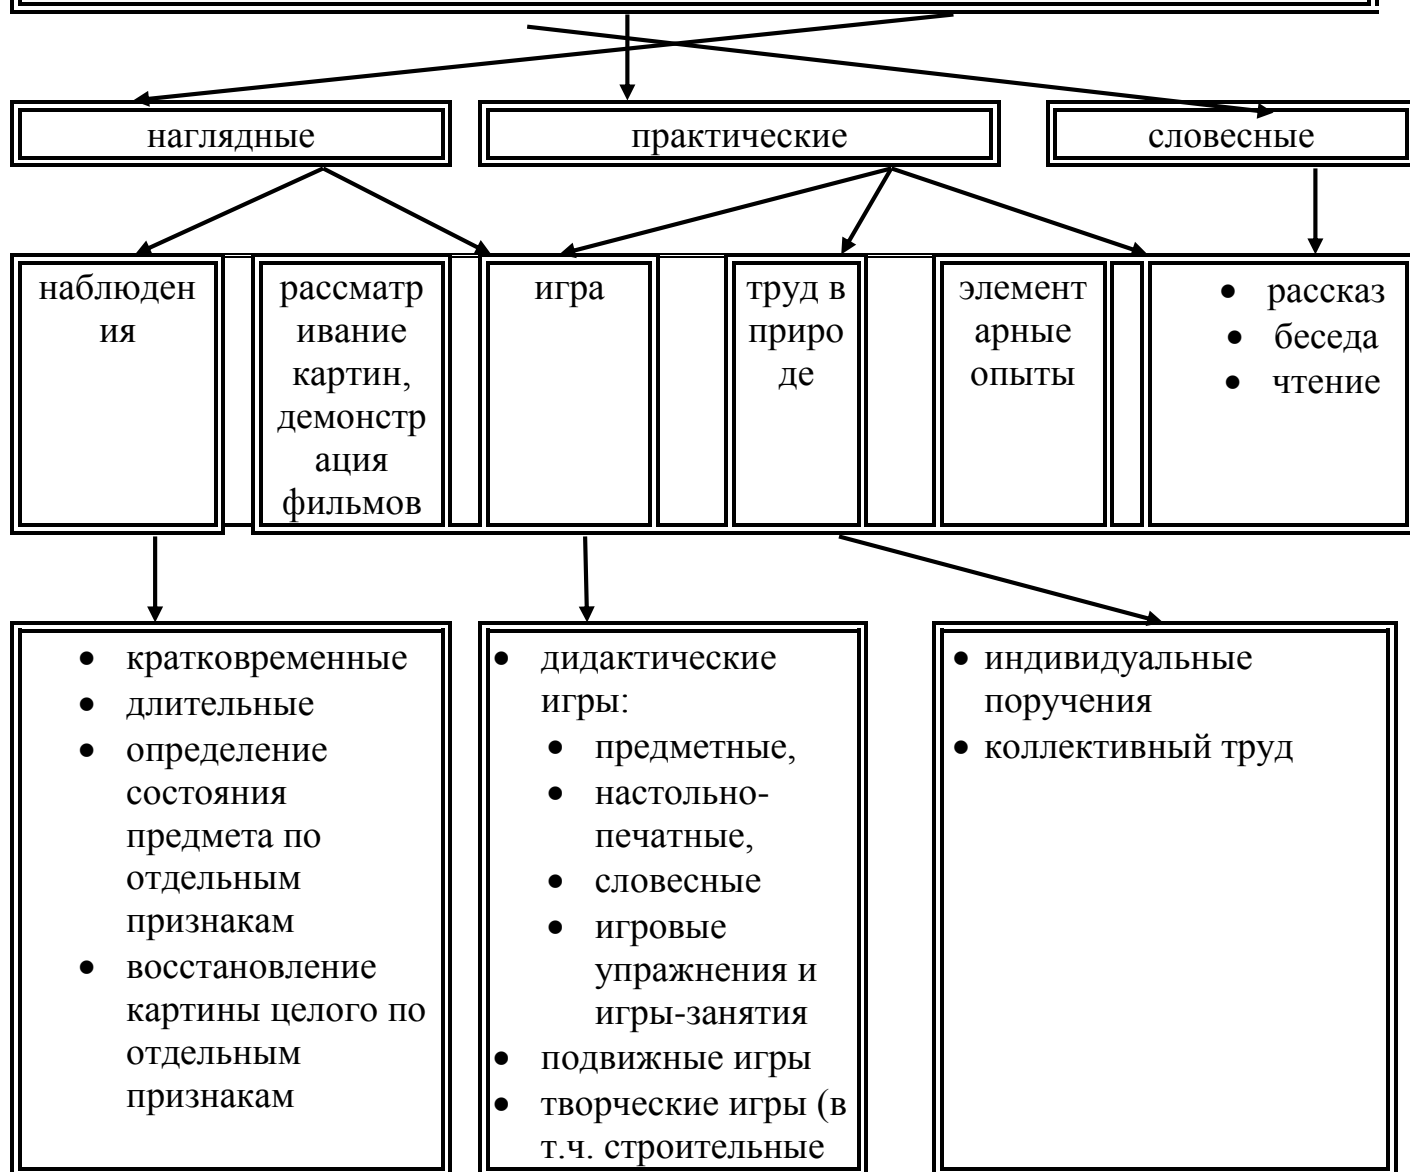 наглядные
практические
словесные
наблюден
ия
рассматр
ивание
картин,
демонстр
ация
фильмов
игра
труд в
приро
де
элемент
арные
опыты
• рассказ
• беседа
• чтение
• кратковременные
• длительные
• определение
состояния
предмета по
отдельным
признакам
• восстановление
картины целого по
отдельным
признакам
• дидактические
игры:
• предметные,
• настольно-
печатные,
• словесные
• игровые
упражнения и
игры-занятия
• подвижные игры
• творческие игры (в
т.ч. строительные
• индивидуальные
поручения
• коллективный труд